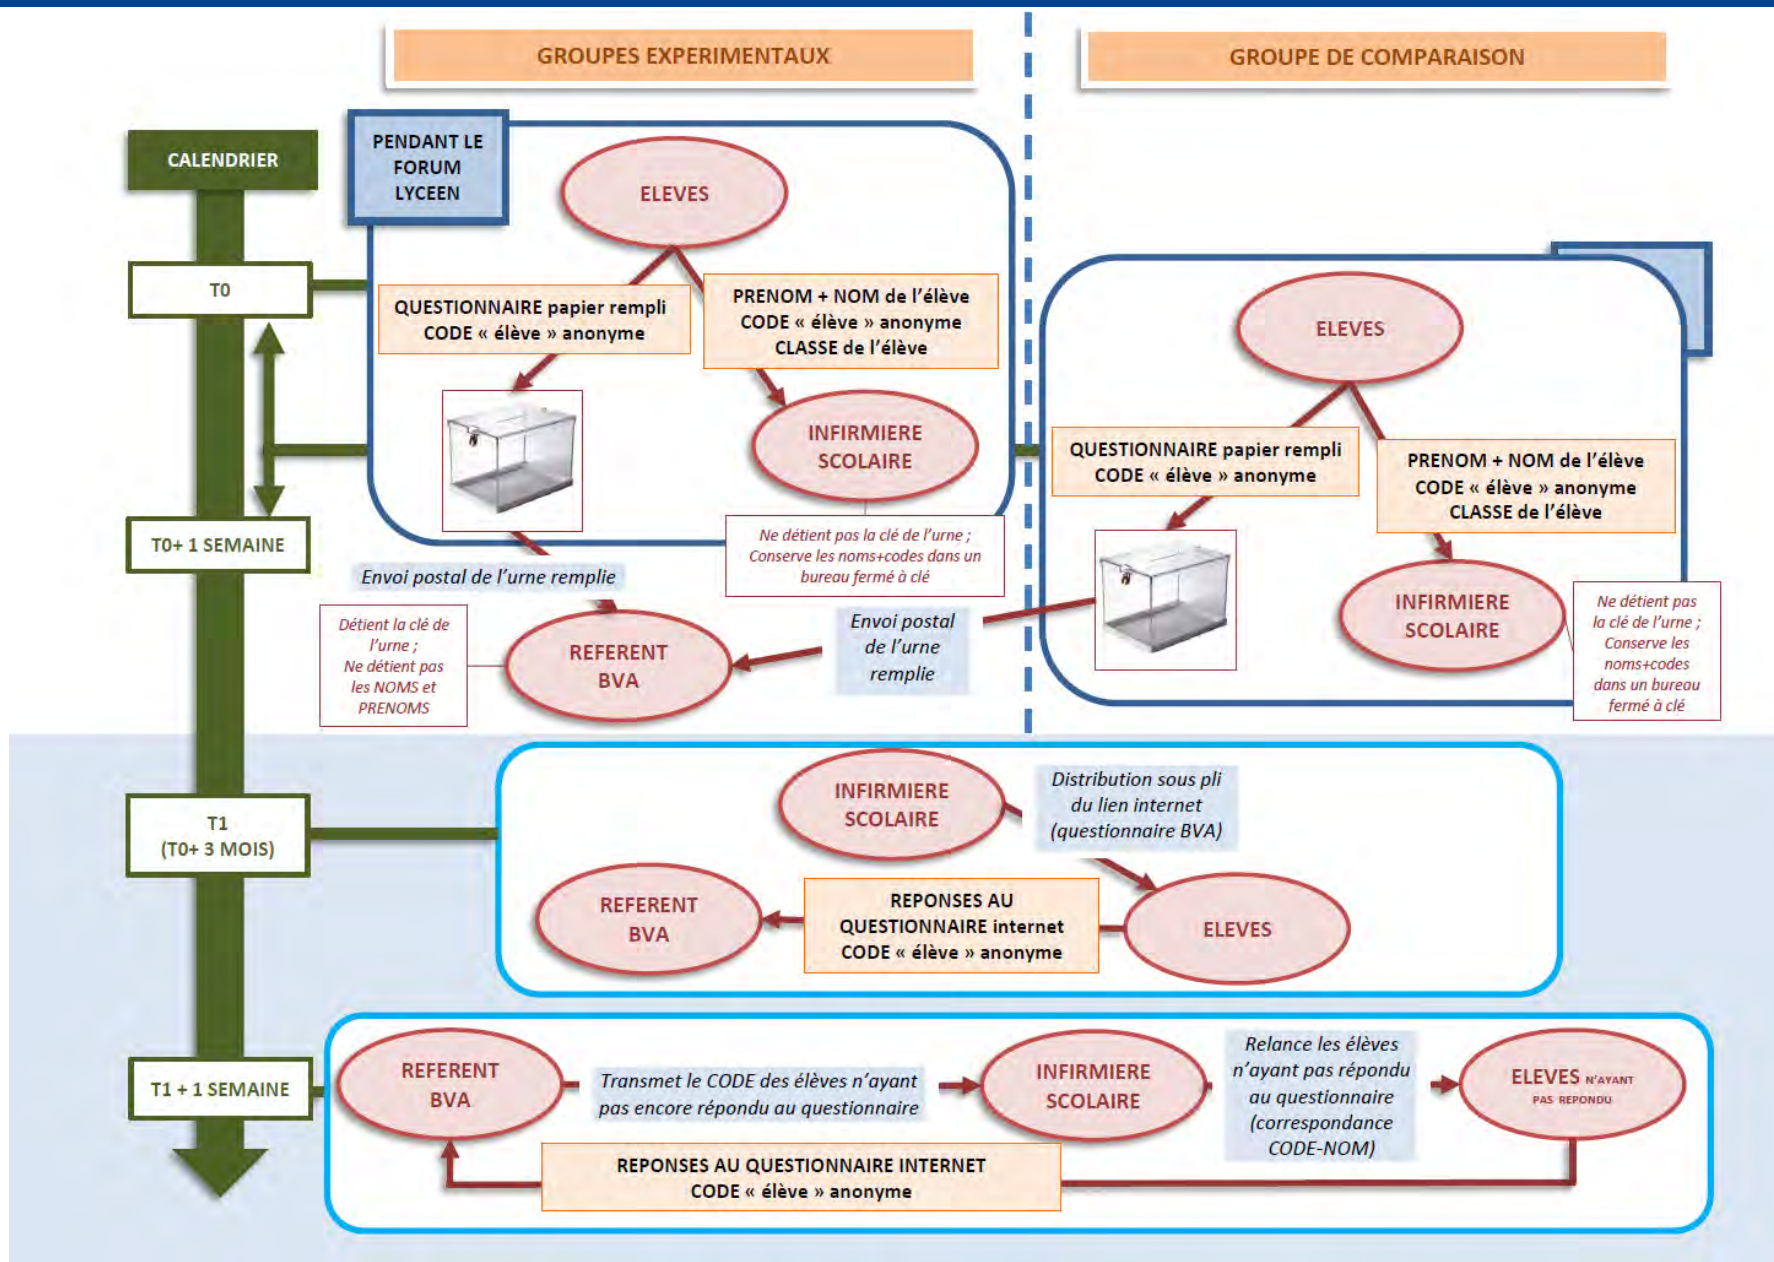 GROUPES EXPERIMENTAUX
GROUPE DE COMPARAISON
CALENDRIER
PENDANT LE
FORUM
LYCEEN
ELEVES
T0
QUESTIONNAIRE papier rempli
CODE « élève » anonyme
PRENOM + NOM de l’élève
CODE « élève » anonyme
CLASSE de l’élève
INFIRMIERE
SCOLAIRE
ELEVES
QUESTIONNAIRE papier rempli
CODE « élève » anonyme
PRENOM + NOM de l’élève
CODE « élève » anonyme
CLASSE de l’élève
T0+ 1 SEMAINE
Ne détient pas la clé de l’urne ;
Conserve les noms+codes dans un
bureau fermé à clé
Envoi postal de l’urne remplie
Détient la clé de
l’urne ;
Ne détient pas
les NOMS et
PRENOMS
REFERENT
BVA
Envoi postal
de l’urne
remplie
INFIRMIERE
SCOLAIRE
Ne détient pas
la clé de l’urne ;
Conserve les
noms+codes
dans un bureau
fermé à clé
T1
(T0+ 3 MOIS)
INFIRMIERE
SCOLAIRE
Distribution sous pli
du lien internet
(questionnaire BVA)
REFERENT
BVA
REPONSES AU
QUESTIONNAIRE internet
CODE « élève » anonyme
ELEVES
T1 + 1 SEMAINE
REFERENT
BVA
Transmet le CODE des élèves n’ayant
pas encore répondu au questionnaire
INFIRMIERE
SCOLAIRE
Relance les élèves
n’ayant pas répondu
au questionnaire
(correspondance
CODE-NOM)
ELEVES N’AYANT
PAS REPONDU
REPONSES AU QUESTIONNAIRE INTERNET
CODE « élève » anonyme